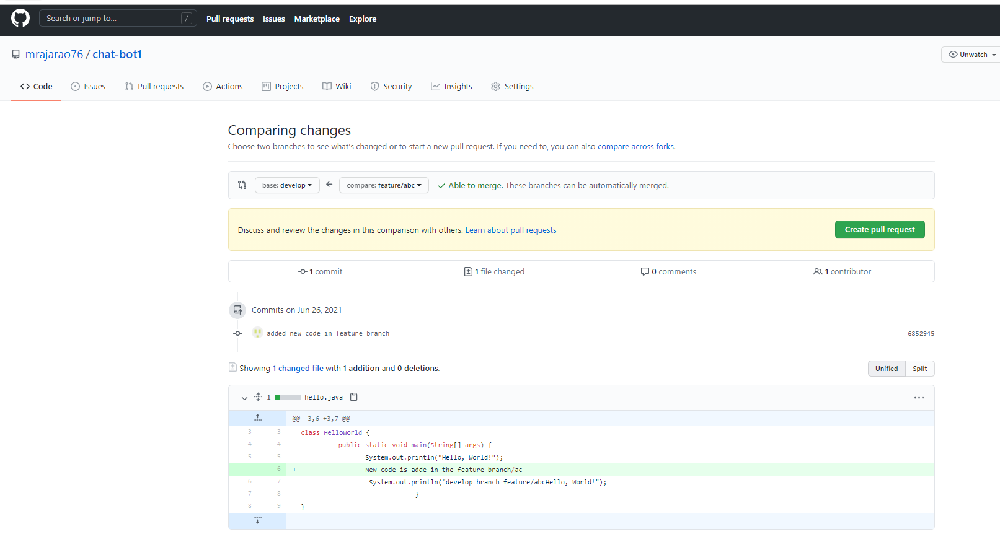 Search or jump to... /
Pull requests Issues Marketplace Explore
mrajarao76 / chat-bot1
Unwatch
Code Issues Pull requests Actions Projects Wiki Security Insights Settings
Comparing changes
Choose two branches to see what's changed or to start a new pull request. If you need to, you can also compare across forks.
base: develop ← compare: feature/abc ✓ Able to merge. These branches can be automatically merged.
Discuss and review the changes in this comparison with others. Learn about pull requests
Create pull request
1 commit 1 file changed 0 comments 1 contributor
Commits on Jun 26, 2021
added new code in feature branch 6852945
Showing 1 changed file with 1 addition and 0 deletions.
Unified Split
1 hello.java ...
@@ -3,6 +3,7 @@
3 3 class HelloWorld {
4 4 public static void main(String[] args) {
5 5 System.out.println("Hello, World!");
6 + New code is adde in the feature branch/ac
6 7 System.out.println("develop branch feature/abcHello, World!");
7 8 }
8 9 }